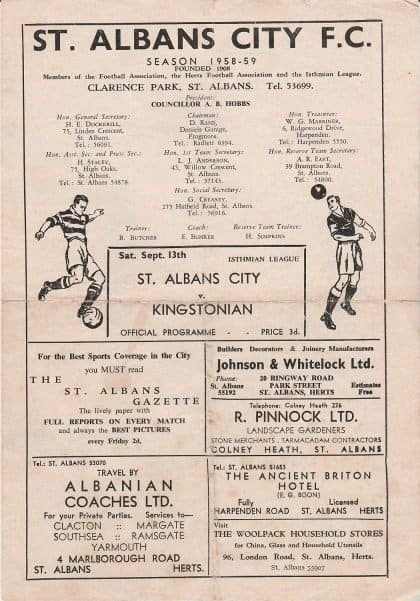 ST. ALBANS CITY F.C.
SEASON 1958-59
FOUNDED 1908
Members of the Football Association, the Herts Football Association and the Isthmian League.
CLARENCE PARK, ST. ALBANS. Tel. 53699.
President:
COUNCILLOR A. B. HOBBS
Hon. General Secretary:
H. E. DOCKERILL,
75, Linden Crescent,
St. Albans.
Tel.: 56091.
Chairman:
D. RAND,
Daniels Garage,
Frogmore.
Tel.: Radlett 6394.
Hon. Treasurer:
W. G. MARRINER,
6, Ridgewood Drive,
Harpenden.
Tel.: Harpenden 5550.
Hon. Asst. Sec. and Press Sec.:
H. STALEY,
75, High Oaks,
St. Albans.
Tel.: St. Albans 54878.
Hon. 1st Team Secretary:
L. J. ANDERSON,
45, Willow Crescent,
St. Albans.
Tel.: 57143.
Hon. Reserve Team Secretary:
A. R. EAST,
39 Brampton Road,
St. Albans.
Tel.: 51800.
Hon. Social Secretary:
G. CREASEY,
275 Hatfield Road, St. Albans.
Tel.: 56916.
Trainer:
B. BUTCHER
Coach:
E. BUNKER
Reserve Team Trainer:
H. SIMPKINS
Sat. Sept. 13th
ISTHMIAN LEAGUE
ST. ALBANS CITY
v.
KINGSTONIAN
OFFICIAL PROGRAMME - PRICE 3d.
For the Best Sports Coverage in the City
you MUST read
THE
ST. ALBANS
GAZETTE
The lively paper with
FULL REPORTS ON EVERY MATCH
and always the BEST PICTURES
every Friday 2d.
Builders Decorators & Joinery Manufacturers
Johnson & Whitelock Ltd.
Phone:
St. Albans
55192
20 RINGWAY ROAD
PARK STREET
ST. ALBANS, HERTS
Estimates
Free
Telephone: Colney Heath 276
R. PINNOCK LTD.
LANDSCAPE GARDENERS
STONE MERCHANTS . TARMACADAM CONTRACTORS
COLNEY HEATH, ST. ALBANS
Tel.: ST. ALBANS 53070
TRAVEL BY
ALBANIAN
COACHES LTD.
For your Private Parties. Services to—
CLACTON :: MARGATE
SOUTHSEA :: RAMSGATE
YARMOUTH
4 MARLBOROUGH ROAD
ST. ALBANS HERTS.
Tel.: ST. ALBANS 51653
THE ANCIENT BRITON
HOTEL
(E. G. BOON)
Fully Licensed
HARPENDEN ROAD ST. ALBANS HERTS
Visit
THE WOOLPACK HOUSEHOLD STORES
for China, Glass and Household Utensils
96, London Road, St. Albans, Herts.
St. Albans 55907